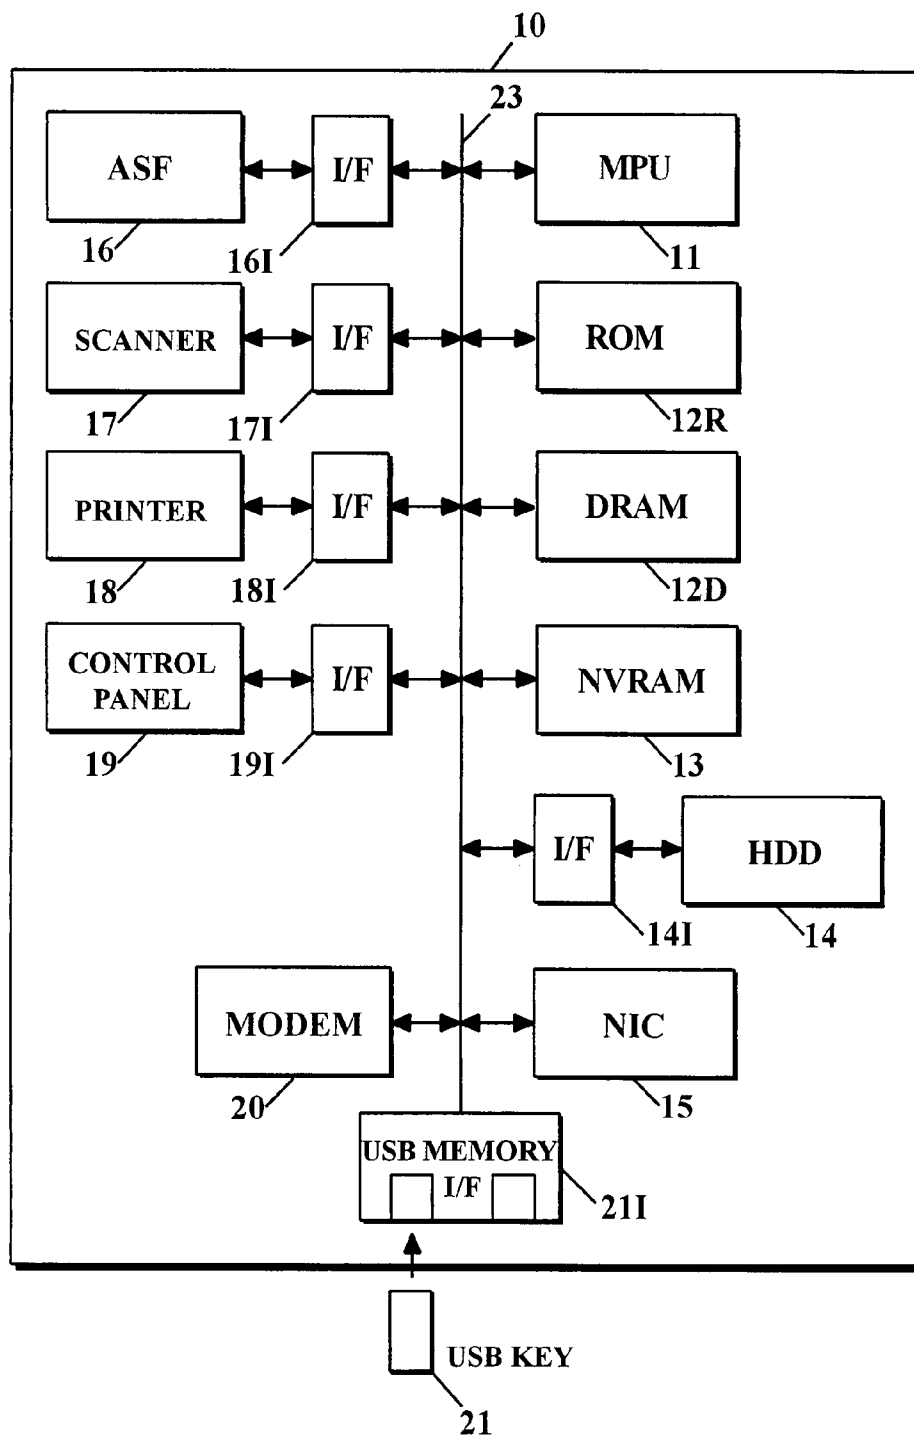 10
23
ASF
I/F
MPU
16
16I
11
SCANNER
I/F
ROM
17
17I
12R
PRINTER
I/F
DRAM
18
18I
12D
CONTROL
PANEL
I/F
NVRAM
19
19I
13
I/F
HDD
14I
14
MODEM
NIC
20
15
USB MEMORY
I/F
21I
USB KEY
21